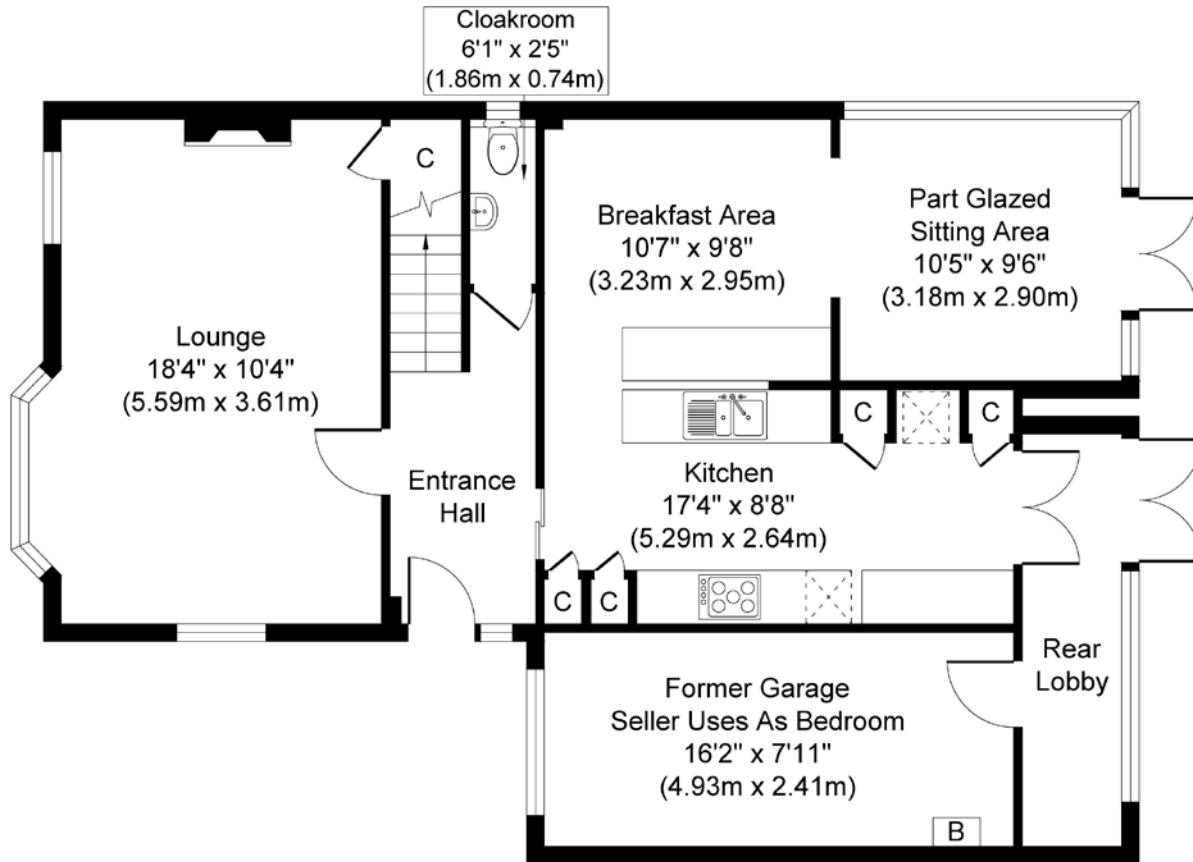 Cloakroom
6'1" x 2'5"
(1.86m x 0.74m)
C
Breakfast Area
10'7" x 9'8"
(3.23m x 2.95m)
Part Glazed
Sitting Area
10'5" x 9'6"
(3.18m x 2.90m)
Lounge
18'4" x 10'4"
(5.59m x 3.61m)
C
C
Entrance
Hall
Kitchen
17'4" x 8'8"
(5.29m x 2.64m)
C
C
Rear
Lobby
Former Garage
Seller Uses As Bedroom
16'2" x 7'11"
(4.93m x 2.41m)
B